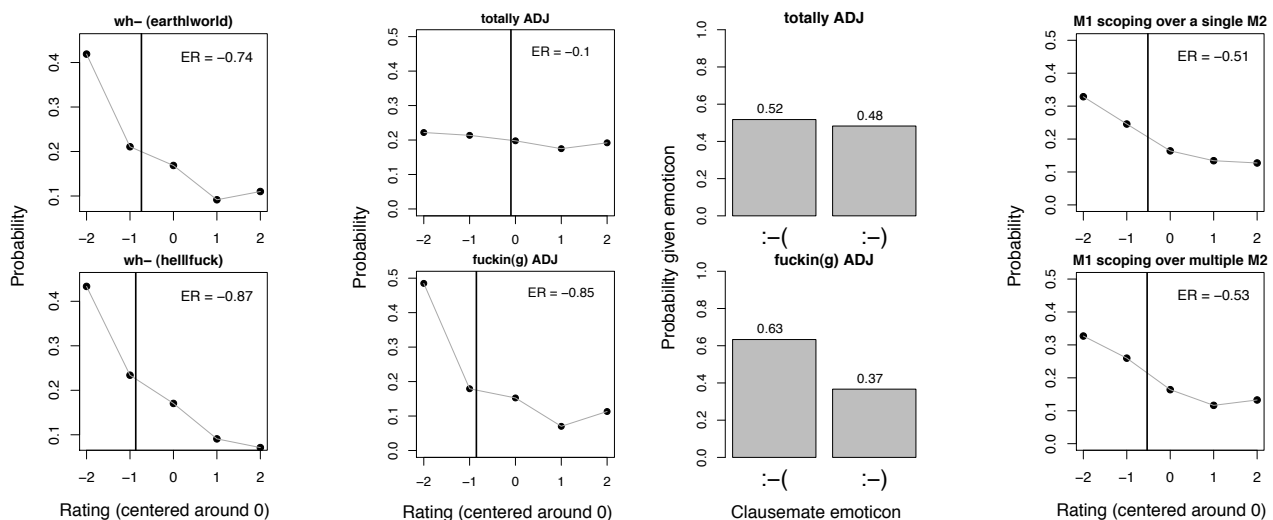 wh− (earth|world)
ER = −0.74
0.1 0.2 0.3 0.4
−2 −1 0 1 2
wh− (hell|fuck)
ER = −0.87
0.1 0.2 0.3 0.4
−2 −1 0 1 2
Probability
Rating (centered around 0)
totally ADJ
ER = −0.1
0.0 0.1 0.2 0.3 0.4 0.5
−2 −1 0 1 2
fuckin(g) ADJ
ER = −0.85
0.0 0.1 0.2 0.3 0.4 0.5
−2 −1 0 1 2
Probability
Rating (centered around 0)
totally ADJ
0.52 0.48
0.0 0.2 0.4 0.6 0.8 1.0
:−( :−)
fuckin(g) ADJ
0.63
0.37
0.0 0.2 0.4 0.6 0.8 1.0
:−( :−)
Probability given emoticon
Clausemate emoticon
M1 scoping over a single M2
ER = −0.51
0.0 0.1 0.2 0.3 0.4 0.5
−2 −1 0 1 2
M1 scoping over multiple M2
ER = −0.53
0.0 0.1 0.2 0.3 0.4 0.5
−2 −1 0 1 2
Probability
Rating (centered around 0)